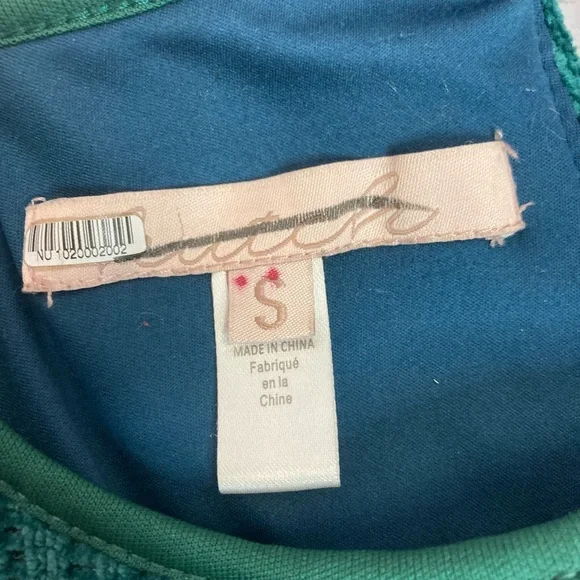 NU 1020002002
S
MADE IN CHINA
Fabriqué
en la
Chine